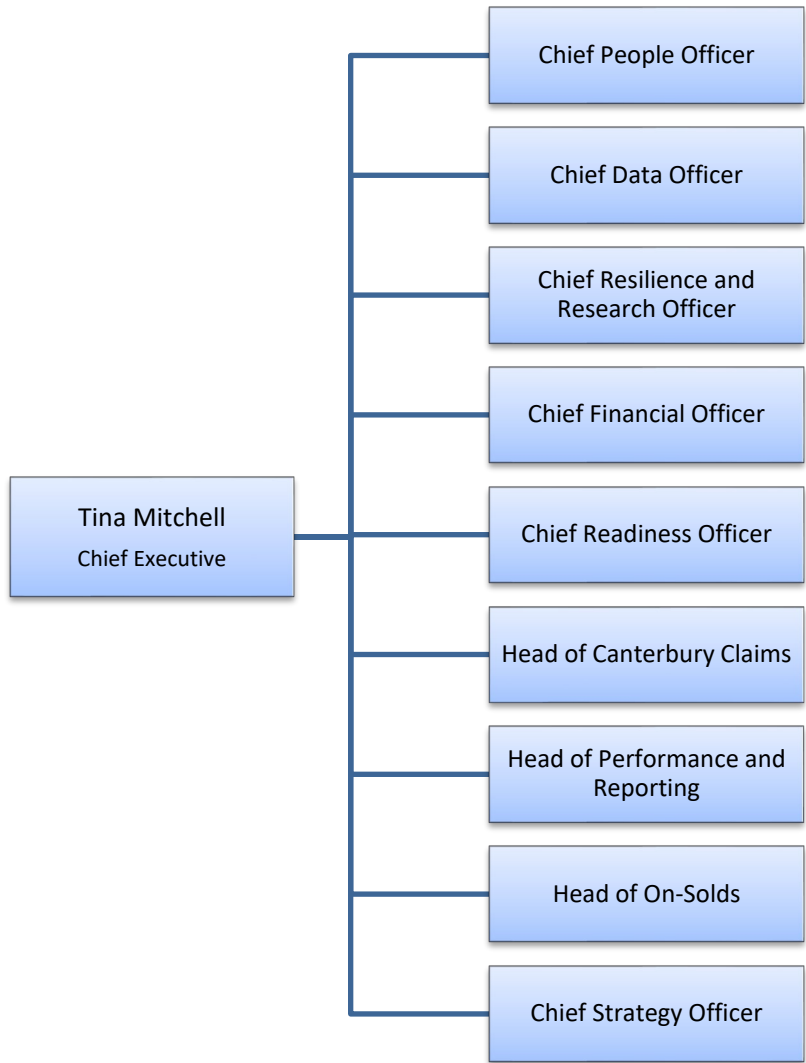 Chief People Officer
Chief Data Officer
Chief Resilience and
Research Officer
Chief Financial Officer
Tina Mitchell
Chief Executive
Chief Readiness Officer
Head of Canterbury Claims
Head of Performance and
Reporting
Head of On-Solds
Chief Strategy Officer